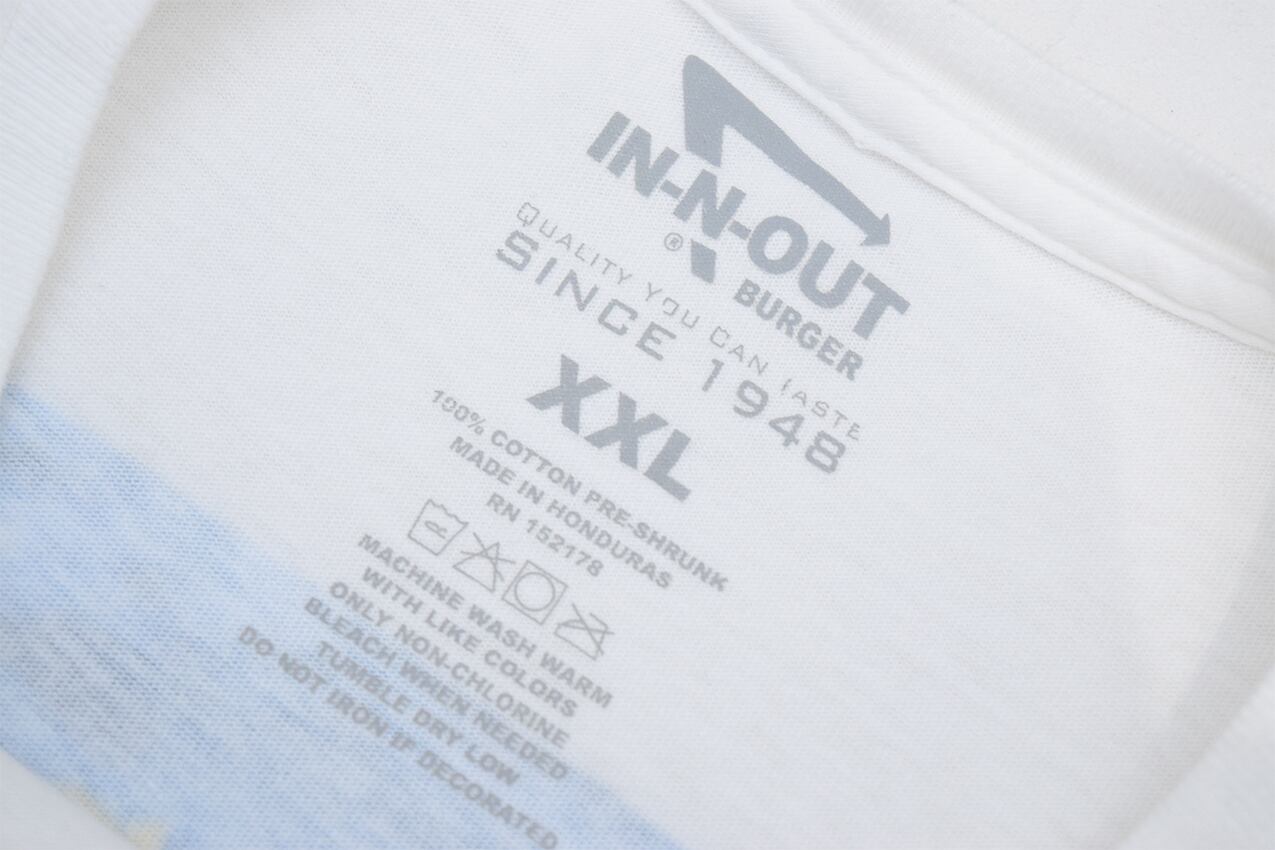 IN-N-OUT
® BURGER
QUALITY YOU CAN TASTE
SINCE 1948
XXL
100% COTTON PRE-SHRUNK
MADE IN HONDURAS
RN 152178
R
MACHINE WASH WARM
WITH LIKE COLORS
ONLY NON-CHLORINE
BLEACH WHEN NEEDED
TUMBLE DRY LOW
DO NOT IRON IF DECORATED